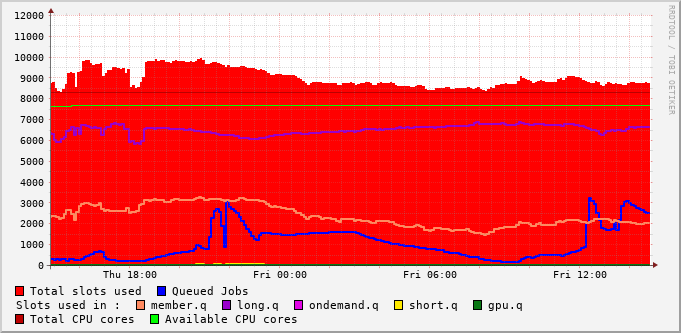 12000
11000
10000
9000
8000
7000
6000
5000
4000
3000
2000
1000
0
Thu 18:00 Fri 00:00 Fri 06:00 Fri 12:00
RRDTOOL / TOBI OETIKER
Total slots used Queued Jobs
Slots used in : member.q long.q ondemand.q short.q gpu.q
Total CPU cores Available CPU cores